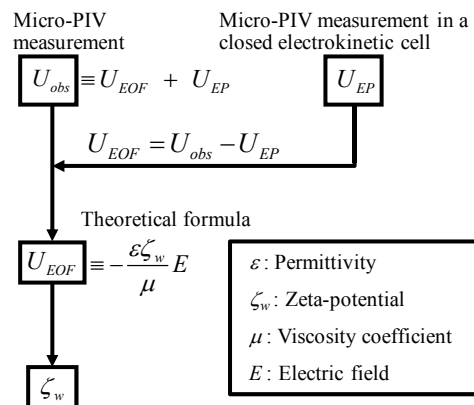 Micro-PIV measurement
Micro-PIV measurement in a closed electrokinetic cell
U_obs ≡ U_EOF + U_EP
U_EP
U_EOF = U_obs − U_EP
Theoretical formula
U_EOF ≡ − εζ_w / μ E
ε : Permittivity
ζ_w : Zeta-potential
μ : Viscosity coefficient
E : Electric field
ζ_w